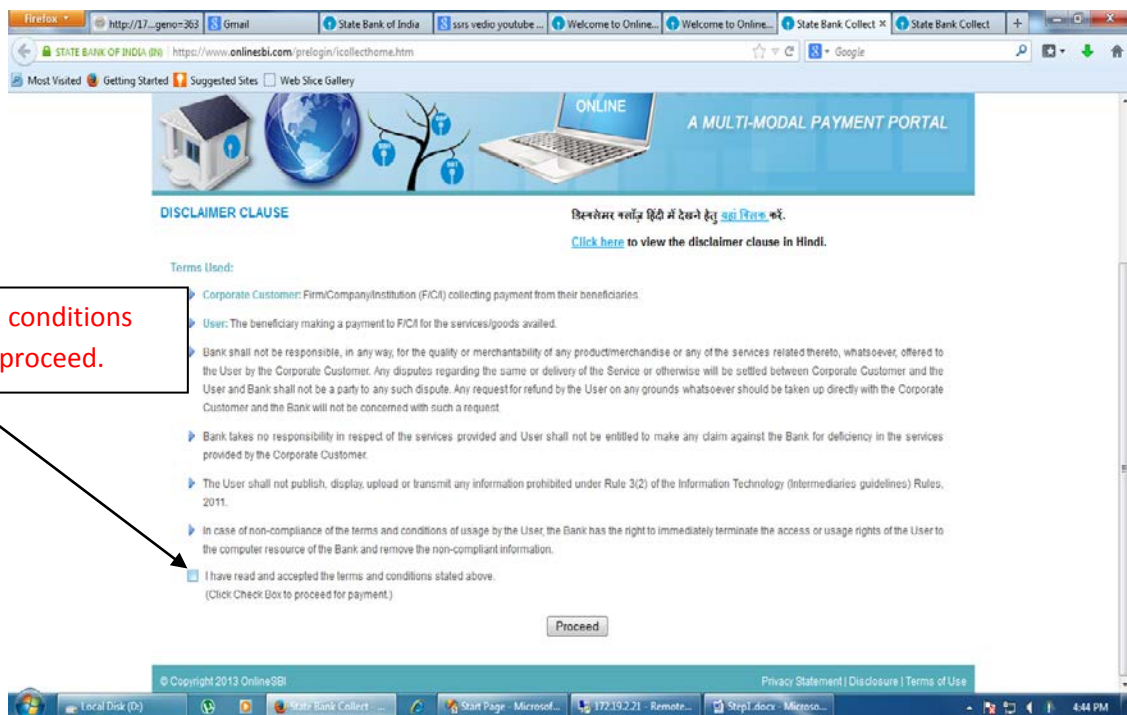 Firefox
http://17...geno=363
Gmail
State Bank of India
ssrs vedio youtube ...
Welcome to Online...
Welcome to Online...
State Bank Collect
State Bank Collect
STATE BANK OF INDIA (IN)
https://www.onlinesbi.com/prelogin/icollecthome.htm
Google
Most Visited
Getting Started
Suggested Sites
Web Slice Gallery
ONLINE
A MULTI-MODAL PAYMENT PORTAL
DISCLAIMER CLAUSE
डिस्क्लेमर क्लॉज़ हिंदी में देखने हेतु यहां क्लिक करें.
Click here to view the disclaimer clause in Hindi.
Terms Used:
conditions
proceed.
Corporate Customer: Firm/Company/Institution (F/C/I) collecting payment from their beneficiaries.
User: The beneficiary making a payment to F/C/I for the services/goods availed.
Bank shall not be responsible, in any way, for the quality or merchantability of any product/merchandise or any of the services related thereto, whatsoever, offered to
the User by the Corporate Customer. Any disputes regarding the same or delivery of the Service or otherwise will be settled between Corporate Customer and the
User and Bank shall not be a party to any such dispute. Any request for refund by the User on any grounds whatsoever should be taken up directly with the Corporate
Customer and the Bank will not be concerned with such a request.
Bank takes no responsibility in respect of the services provided and User shall not be entitled to make any claim against the Bank for deficiency in the services
provided by the Corporate Customer.
The User shall not publish, display, upload or transmit any information prohibited under Rule 3(2) of the Information Technology (Intermediaries guidelines) Rules,
2011.
In case of non-compliance of the terms and conditions of usage by the User, the Bank has the right to immediately terminate the access or usage rights of the User to
the computer resource of the Bank and remove the non-compliant information.
I have read and accepted the terms and conditions stated above.
(Click Check Box to proceed for payment.)
Proceed
© Copyright 2013 OnlineSBI
Privacy Statement | Disclosure | Terms of Use
Local Disk (D:)
State Bank Collect - ...
Start Page - Microsof...
172.19.2.21 - Remote...
Step1.docx - Microso...
4:44 PM